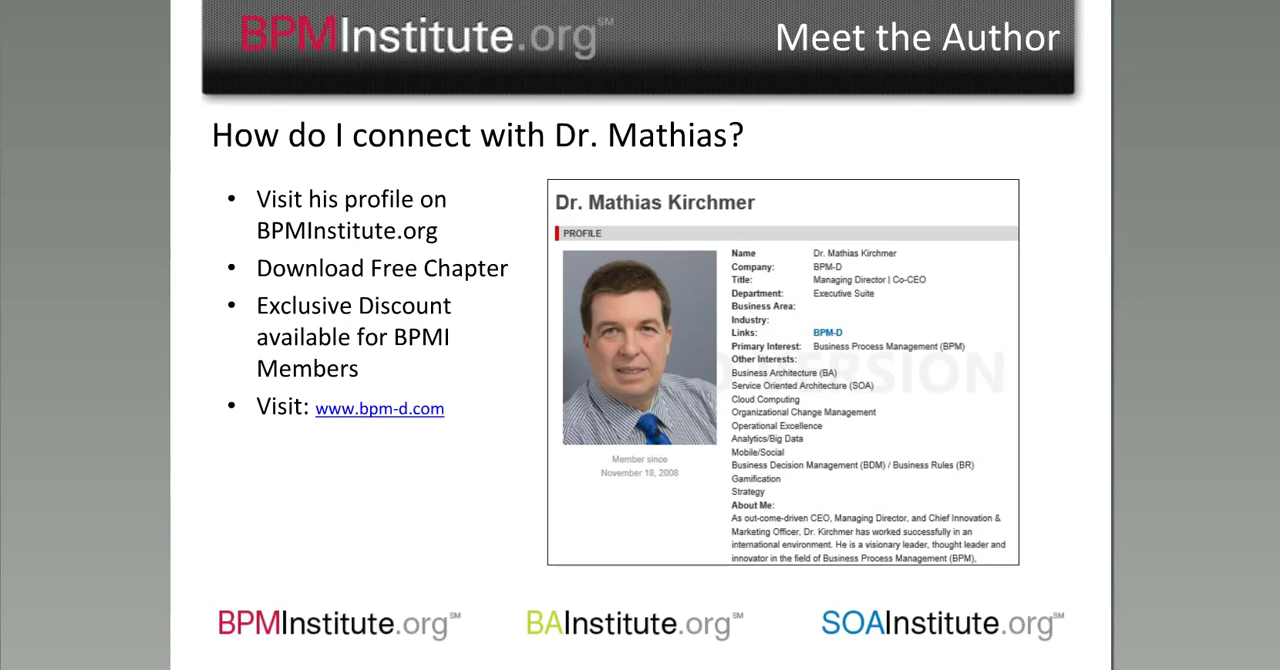 BPMInstitute.org℠
Meet the Author
How do I connect with Dr. Mathias?
• Visit his profile on
BPMInstitute.org
• Download Free Chapter
• Exclusive Discount
available for BPMI
Members
• Visit: www.bpm-d.com
Dr. Mathias Kirchmer
PROFILE
Member since
November 18, 2008
Name Dr. Mathias Kirchmer
Company: BPM-D
Title: Managing Director | Co-CEO
Department: Executive Suite
Business Area:
Industry:
Links: BPM-D
Primary Interest: Business Process Management (BPM)
Other Interests:
Business Architecture (BA)
Service Oriented Architecture (SOA)
Cloud Computing
Organizational Change Management
Operational Excellence
Analytics/Big Data
Mobile/Social
Business Decision Management (BDM) / Business Rules (BR)
Gamification
Strategy
About Me:
As out-come-driven CEO, Managing Director, and Chief Innovation &
Marketing Officer, Dr. Kirchmer has worked successfully in an
international environment. He is a visionary leader, thought leader and
innovator in the field of Business Process Management (BPM),
BPMInstitute.org℠
BAInstitute.org℠
SOAInstitute.org℠